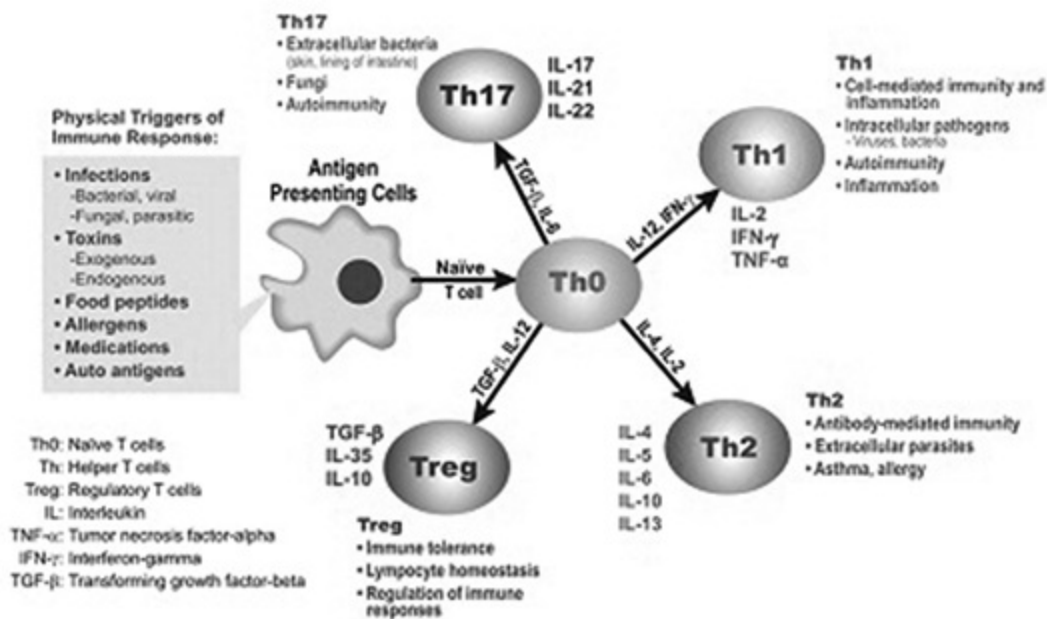 Th17
• Extracellular bacteria
(skin, lining of intestine)
• Fungi
• Autoimmunity
Th17
IL-17
IL-21
IL-22
Th1
• Cell-mediated immunity and
inflammation
• Intracellular pathogens
- Viruses, bacteria
• Autoimmunity
• Inflammation
Th1
IL-2
IFN-γ
TNF-α
Physical Triggers of
Immune Response:
• Infections
-Bacterial, viral
-Fungal, parasitic
• Toxins
-Exogenous
-Endogenous
• Food peptides
• Allergens
• Medications
• Auto antigens
Antigen
Presenting Cells
Naïve
T cell
Th0
TGF-β, IL-6
IL-12, IFN-γ
TGF-β, IL-12
IL-4, IL-2
TGF-β
IL-35
IL-10
Treg
Treg
• Immune tolerance
• Lympocyte homeostasis
• Regulation of immune
responses
IL-4
IL-5
IL-6
IL-10
IL-13
Th2
Th2
• Antibody-mediated immunity
• Extracellular parasites
• Asthma, allergy
Th0: Naïve T cells
Th: Helper T cells
Treg: Regulatory T cells
IL: Interleukin
TNF-α: Tumor necrosis factor-alpha
IFN-γ: Interferon-gamma
TGF-β: Transforming growth factor-beta